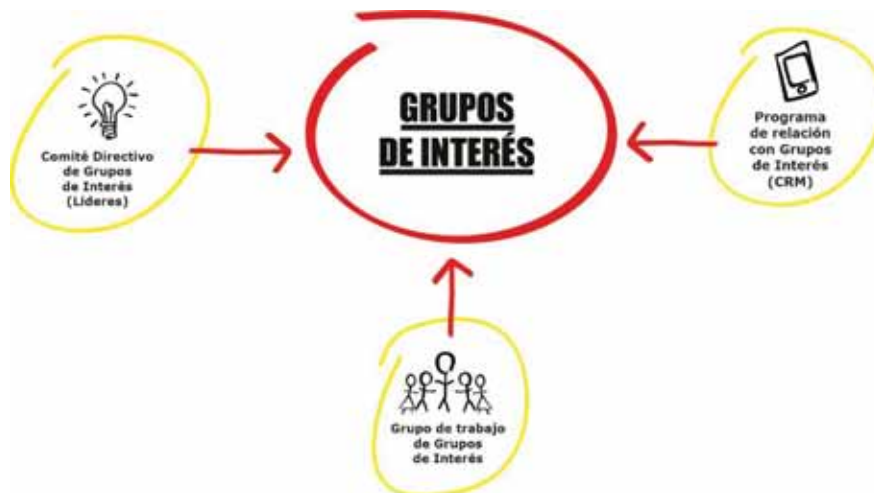 GRUPOS
DE INTERÉS
Comité Directivo
de Grupos
de Interés
(Lideres)
Programa
de relación
con Grupos
de Interés
(CRM)
Grupo de trabajo
de Grupos
de Interés